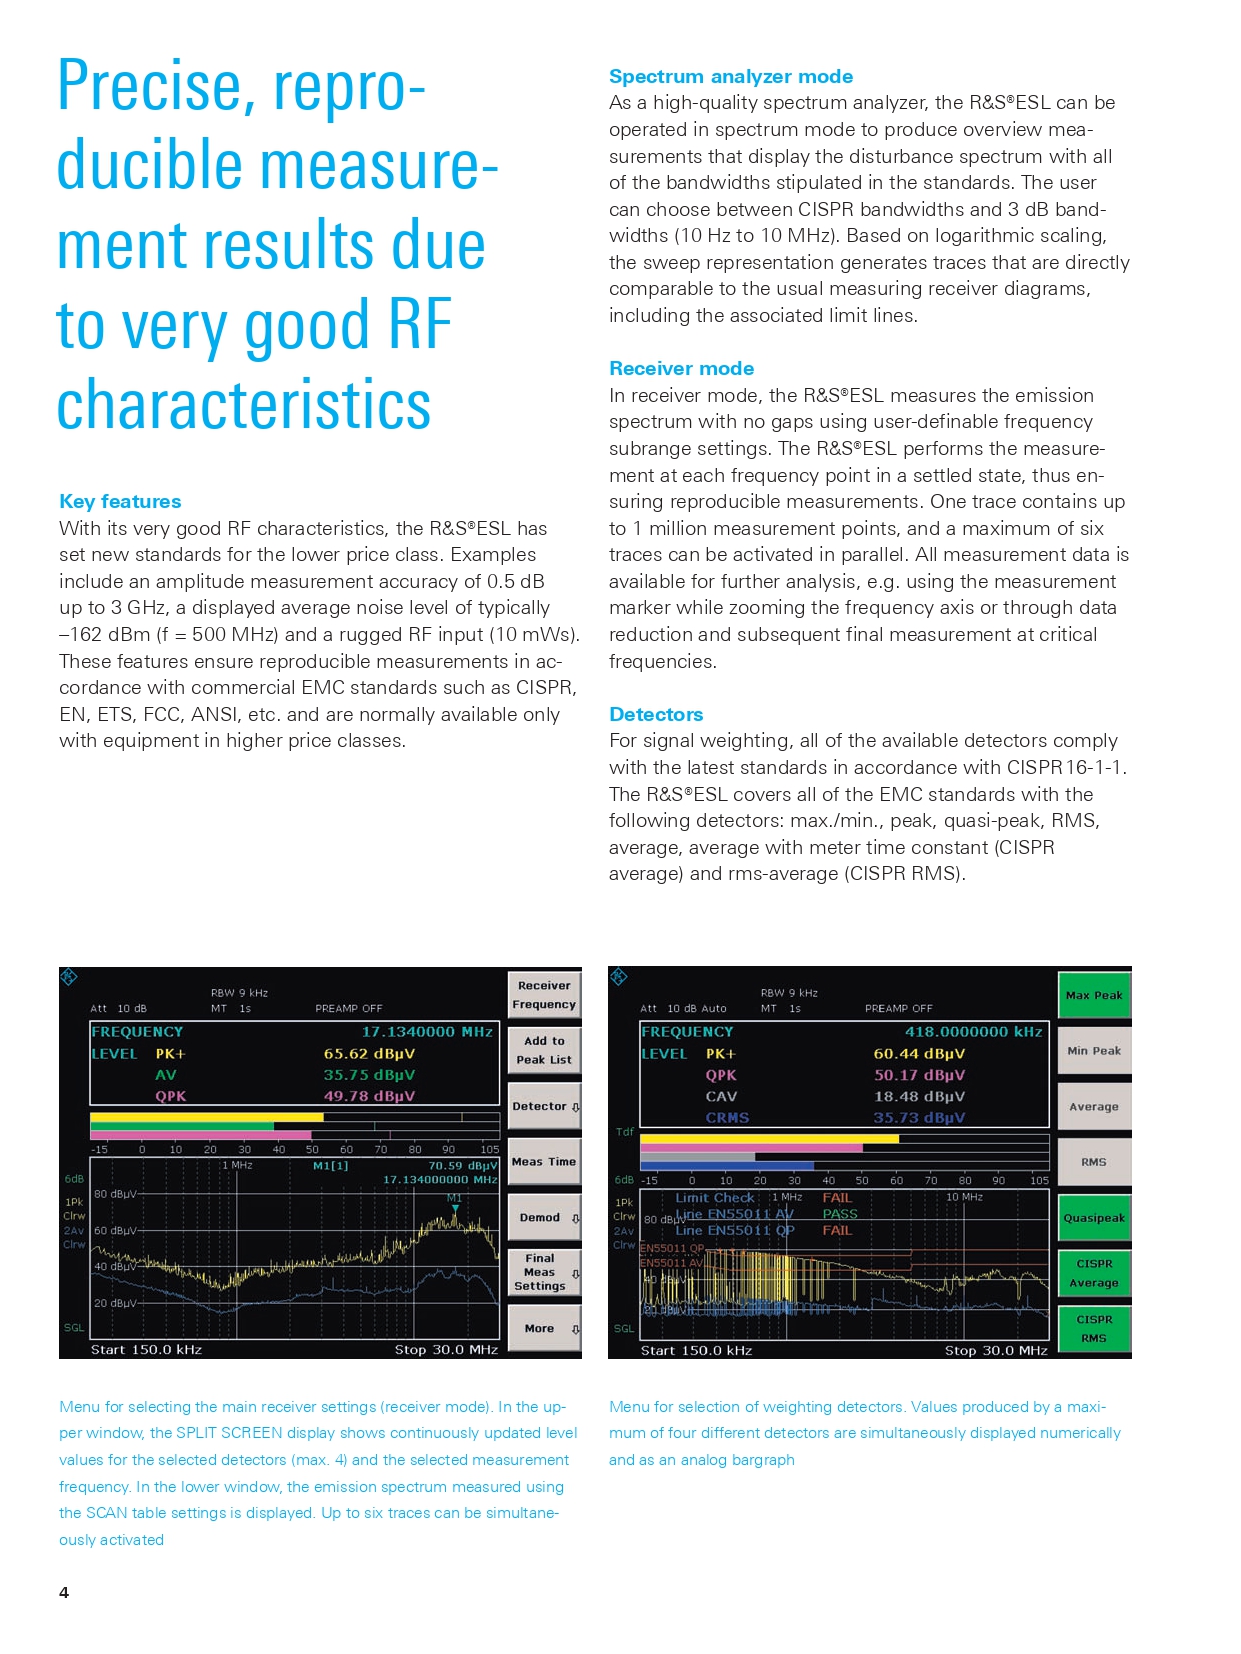 Precise, repro-
ducible measure-
ment results due
to very good RF
characteristics
Key features
With its very good RF characteristics, the R&S®ESL has
set new standards for the lower price class. Examples
include an amplitude measurement accuracy of 0.5 dB
up to 3 GHz, a displayed average noise level of typically
–162 dBm (f = 500 MHz) and a rugged RF input (10 mWs).
These features ensure reproducible measurements in ac-
cordance with commercial EMC standards such as CISPR,
EN, ETS, FCC, ANSI, etc. and are normally available only
with equipment in higher price classes.
Spectrum analyzer mode
As a high-quality spectrum analyzer, the R&S®ESL can be
operated in spectrum mode to produce overview mea-
surements that display the disturbance spectrum with all
of the bandwidths stipulated in the standards. The user
can choose between CISPR bandwidths and 3 dB band-
widths (10 Hz to 10 MHz). Based on logarithmic scaling,
the sweep representation generates traces that are directly
comparable to the usual measuring receiver diagrams,
including the associated limit lines.
Receiver mode
In receiver mode, the R&S®ESL measures the emission
spectrum with no gaps using user-definable frequency
subrange settings. The R&S®ESL performs the measure-
ment at each frequency point in a settled state, thus en-
suring reproducible measurements. One trace contains up
to 1 million measurement points, and a maximum of six
traces can be activated in parallel. All measurement data is
available for further analysis, e.g. using the measurement
marker while zooming the frequency axis or through data
reduction and subsequent final measurement at critical
frequencies.
Detectors
For signal weighting, all of the available detectors comply
with the latest standards in accordance with CISPR 16-1-1.
The R&S®ESL covers all of the EMC standards with the
following detectors: max./min., peak, quasi-peak, RMS,
average, average with meter time constant (CISPR
average) and rms-average (CISPR RMS).
RBW 9 kHz
Att 10 dB MT 1s PREAMP OFF
FREQUENCY 17.1340000 MHz
LEVEL PK+ 65.62 dBµV
AV 35.75 dBµV
QPK 49.78 dBµV
-15 0 10 20 30 40 50 60 70 80 90 105
1 MHz M1[1] 70.59 dBµV
17.134000000 MHz
6dB
80 dBµV
M1
1Pk
Clrw
2Av
60 dBµV
Clrw
40 dBµV
20 dBµV
SGL
Start 150.0 kHz Stop 30.0 MHz
Receiver
Frequency
Add to
Peak List
Detector
Meas Time
Demod
Final
Meas
Settings
More
RBW 9 kHz
Att 10 dB Auto MT 1s PREAMP OFF
FREQUENCY 418.0000000 kHz
LEVEL PK+ 60.44 dBµV
QPK 50.17 dBµV
CAV 18.48 dBµV
CRMS 35.73 dBµV
Tdf
6dB -15 0 10 20 30 40 50 60 70 80 90 105
Limit Check 1 MHz FAIL 10 MHz
1Pk
Line EN55011 AV PASS
Clrw 80 dBµV
2Av Line EN55011 QP FAIL
Clrw EN55011 QP
EN55011 AV
40 dBµV
20 dBµV
SGL
Start 150.0 kHz Stop 30.0 MHz
Max Peak
Min Peak
Average
RMS
Quasipeak
CISPR
Average
CISPR
RMS
Menu for selecting the main receiver settings (receiver mode). In the up-
per window, the SPLIT SCREEN display shows continuously updated level
values for the selected detectors (max. 4) and the selected measurement
frequency. In the lower window, the emission spectrum measured using
the SCAN table settings is displayed. Up to six traces can be simultane-
ously activated
Menu for selection of weighting detectors. Values produced by a maxi-
mum of four different detectors are simultaneously displayed numerically
and as an analog bargraph
4